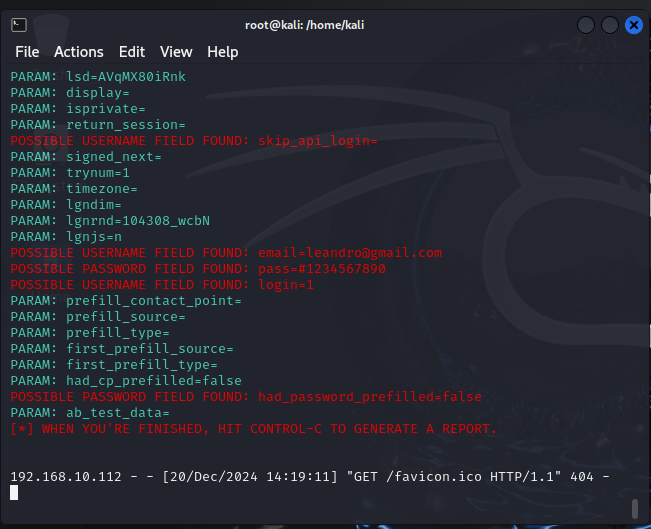 root@kali: /home/kali
File Actions Edit View Help
PARAM: lsd=AVqMX80iRnk
PARAM: display=
PARAM: isprivate=
PARAM: return_session=
POSSIBLE USERNAME FIELD FOUND: skip_api_login=
PARAM: signed_next=
PARAM: trynum=1
PARAM: timezone=
PARAM: lgndim=
PARAM: lgnrnd=104308_wcbN
PARAM: lgnjs=n
POSSIBLE USERNAME FIELD FOUND: email=leandro@gmail.com
POSSIBLE PASSWORD FIELD FOUND: pass=#1234567890
POSSIBLE USERNAME FIELD FOUND: login=1
PARAM: prefill_contact_point=
PARAM: prefill_source=
PARAM: prefill_type=
PARAM: first_prefill_source=
PARAM: first_prefill_type=
PARAM: had_cp_prefilled=false
POSSIBLE PASSWORD FIELD FOUND: had_password_prefilled=false
PARAM: ab_test_data=
[*] WHEN YOU'RE FINISHED, HIT CONTROL-C TO GENERATE A REPORT.
192.168.10.112 - - [20/Dec/2024 14:19:11] "GET /favicon.ico HTTP/1.1" 404 -